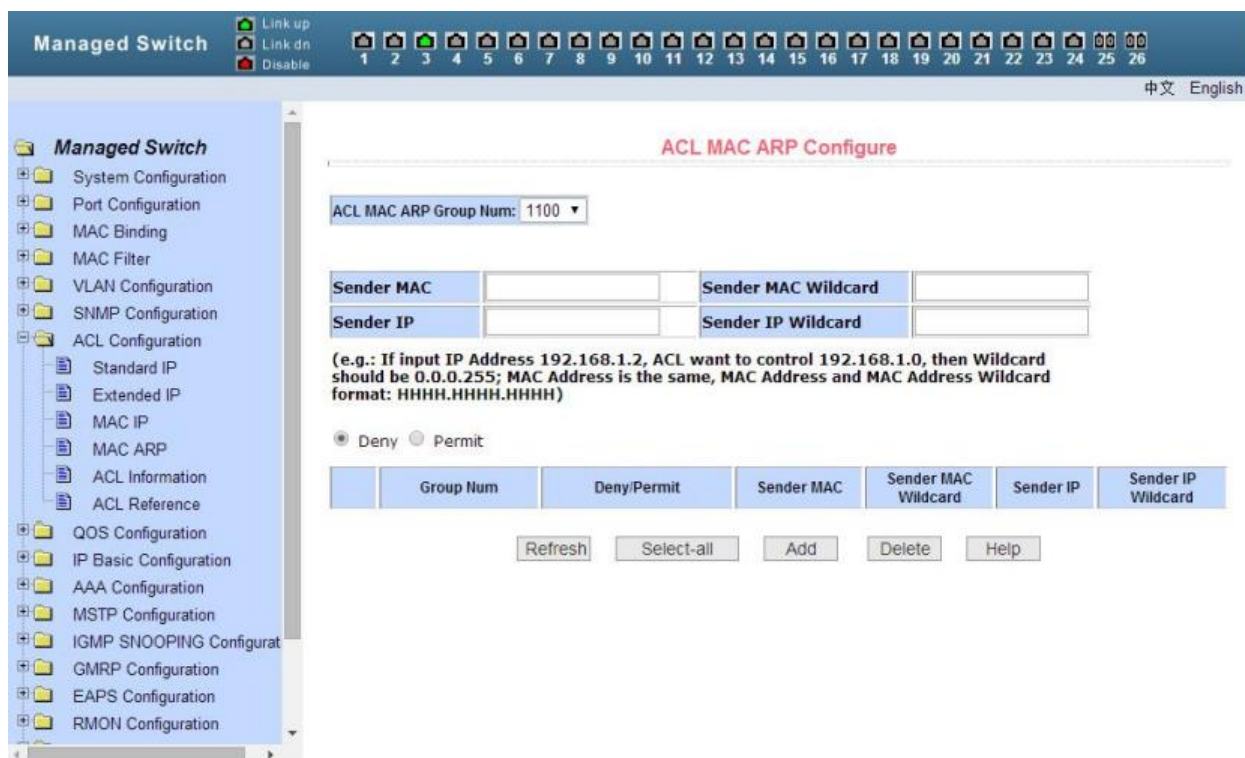 Managed Switch
Link up
Link dn
Disable
1 2 3 4 5 6 7 8 9 10 11 12 13 14 15 16 17 18 19 20 21 22 23 24 25 26
中文 English
Managed Switch
System Configuration
Port Configuration
MAC Binding
MAC Filter
VLAN Configuration
SNMP Configuration
ACL Configuration
Standard IP
Extended IP
MAC IP
MAC ARP
ACL Information
ACL Reference
QOS Configuration
IP Basic Configuration
AAA Configuration
MSTP Configuration
IGMP SNOOPING Configurat
GMRP Configuration
EAPS Configuration
RMON Configuration
ACL MAC ARP Configure
ACL MAC ARP Group Num: 1100
Sender MAC Sender MAC Wildcard
Sender IP Sender IP Wildcard
(e.g.: If input IP Address 192.168.1.2, ACL want to control 192.168.1.0, then Wildcard
should be 0.0.0.255; MAC Address is the same, MAC Address and MAC Address Wildcard
format: HHHH.HHHH.HHHH)
Deny Permit
Group Num Deny/Permit Sender MAC Sender MAC Wildcard Sender IP Sender IP Wildcard
Refresh Select-all Add Delete Help